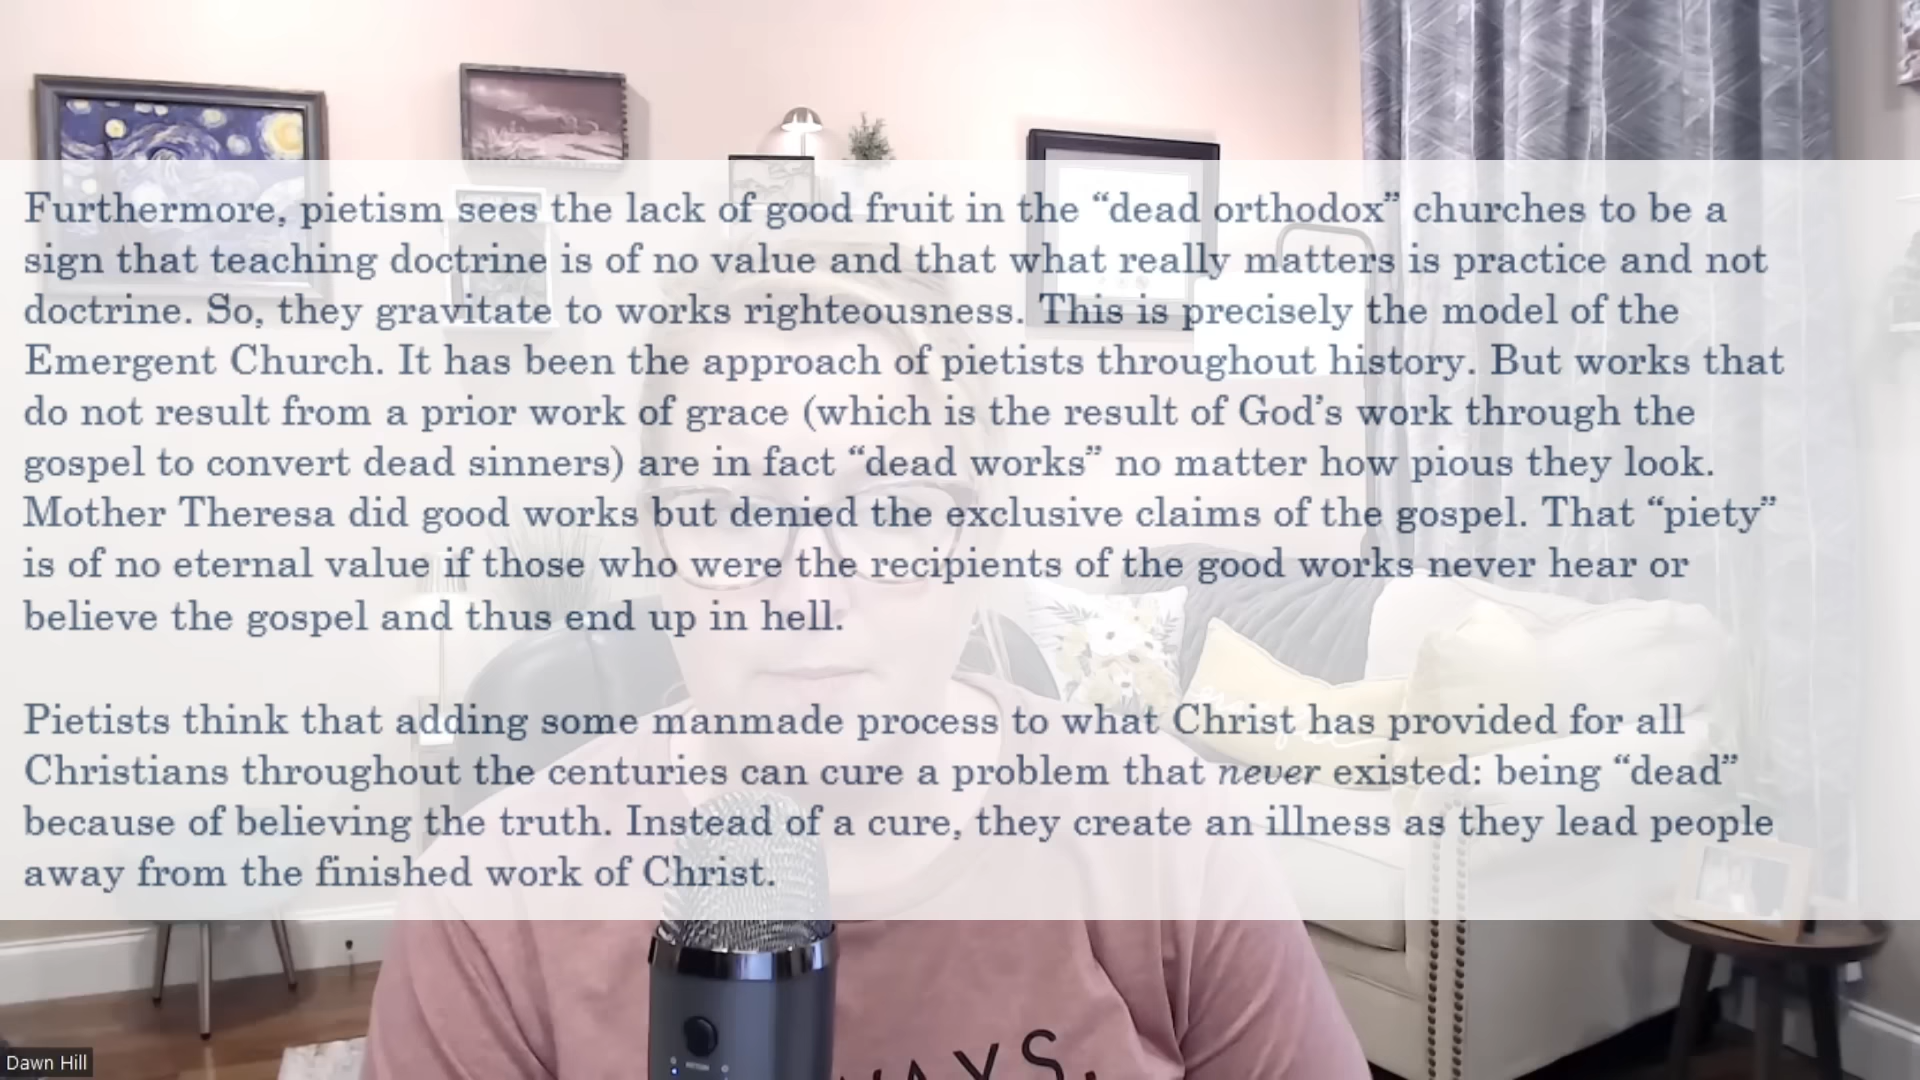 Furthermore, pietism sees the lack of good fruit in the “dead orthodox” churches to be a
sign that teaching doctrine is of no value and that what really matters is practice and not
doctrine. So, they gravitate to works righteousness. This is precisely the model of the
Emergent Church. It has been the approach of pietists throughout history. But works that
do not result from a prior work of grace (which is the result of God’s work through the
gospel to convert dead sinners) are in fact “dead works” no matter how pious they look.
Mother Theresa did good works but denied the exclusive claims of the gospel. That “piety”
is of no eternal value if those who were the recipients of the good works never hear or
believe the gospel and thus end up in hell.
Pietists think that adding some manmade process to what Christ has provided for all
Christians throughout the centuries can cure a problem that never existed: being “dead”
because of believing the truth. Instead of a cure, they create an illness as they lead people
away from the finished work of Christ.
WAYS.
Dawn Hill